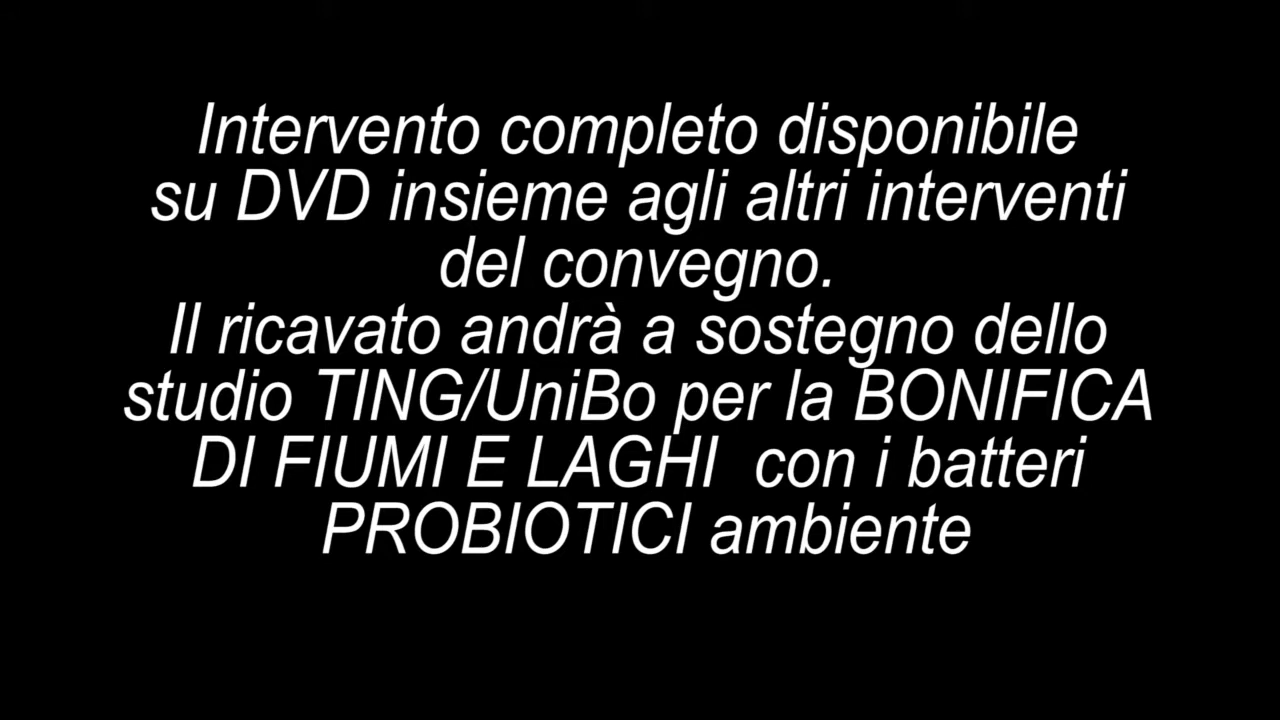 Intervento completo disponibile
su DVD insieme agli altri interventi
del convegno.
Il ricavato andrà a sostegno dello
studio TING/UniBo per la BONIFICA
DI FIUMI E LAGHI con i batteri
PROBIOTICI ambiente